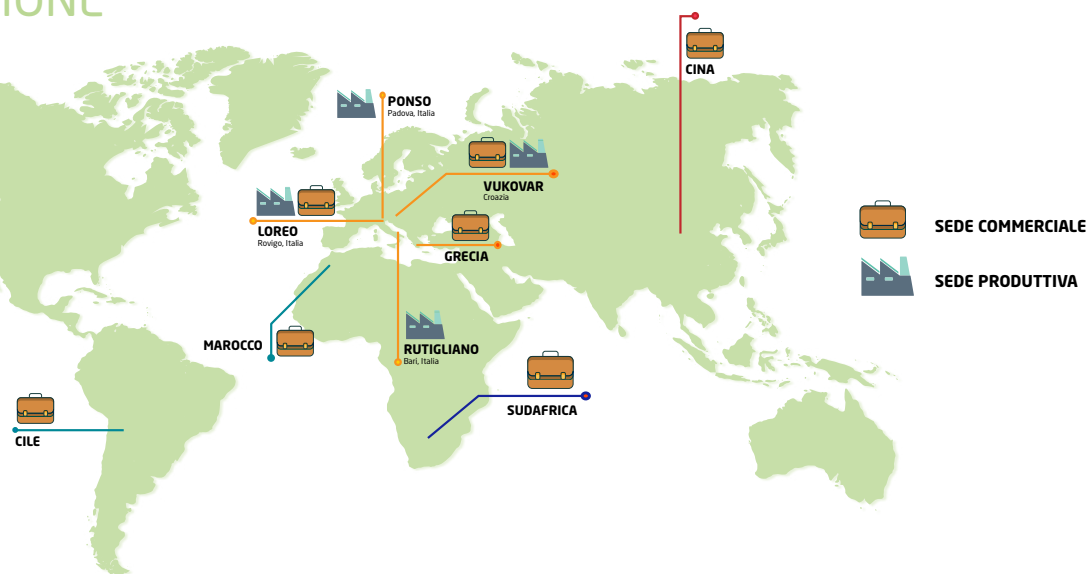 CINA
PONSO
Padova, Italia
VUKOVAR
Croazia
LOREO
Rovigo, Italia
GRECIA
SEDE COMMERCIALE
SEDE PRODUTTIVA
MAROCCO
RUTIGLIANO
Bari, Italia
SUDAFRICA
CILE